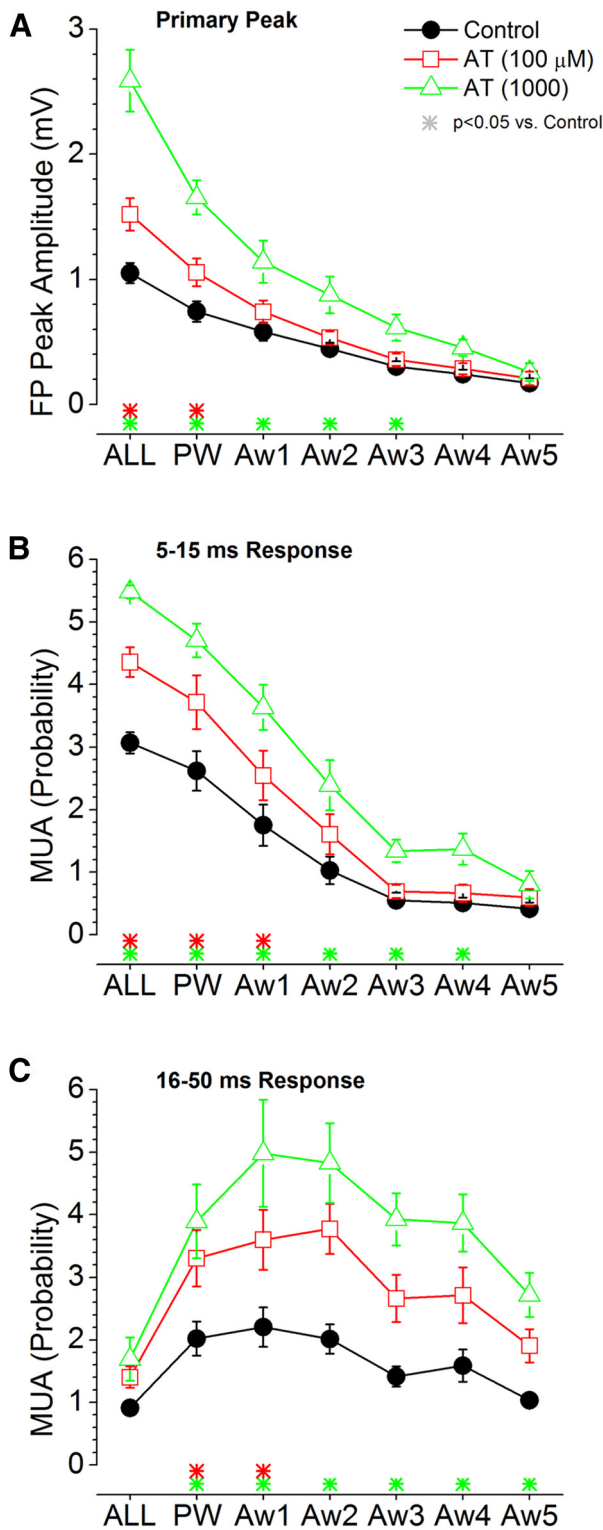 A
Primary Peak
Control
AT (100 μM)
AT (1000)
p<0.05 vs. Control
FP Peak Amplitude (mV)
3
2
1
0
ALL PW Aw1 Aw2 Aw3 Aw4 Aw5
B
5-15 ms Response
MUA (Probability)
6
5
4
3
2
1
0
ALL PW Aw1 Aw2 Aw3 Aw4 Aw5
C
16-50 ms Response
MUA (Probability)
6
5
4
3
2
1
0
ALL PW Aw1 Aw2 Aw3 Aw4 Aw5